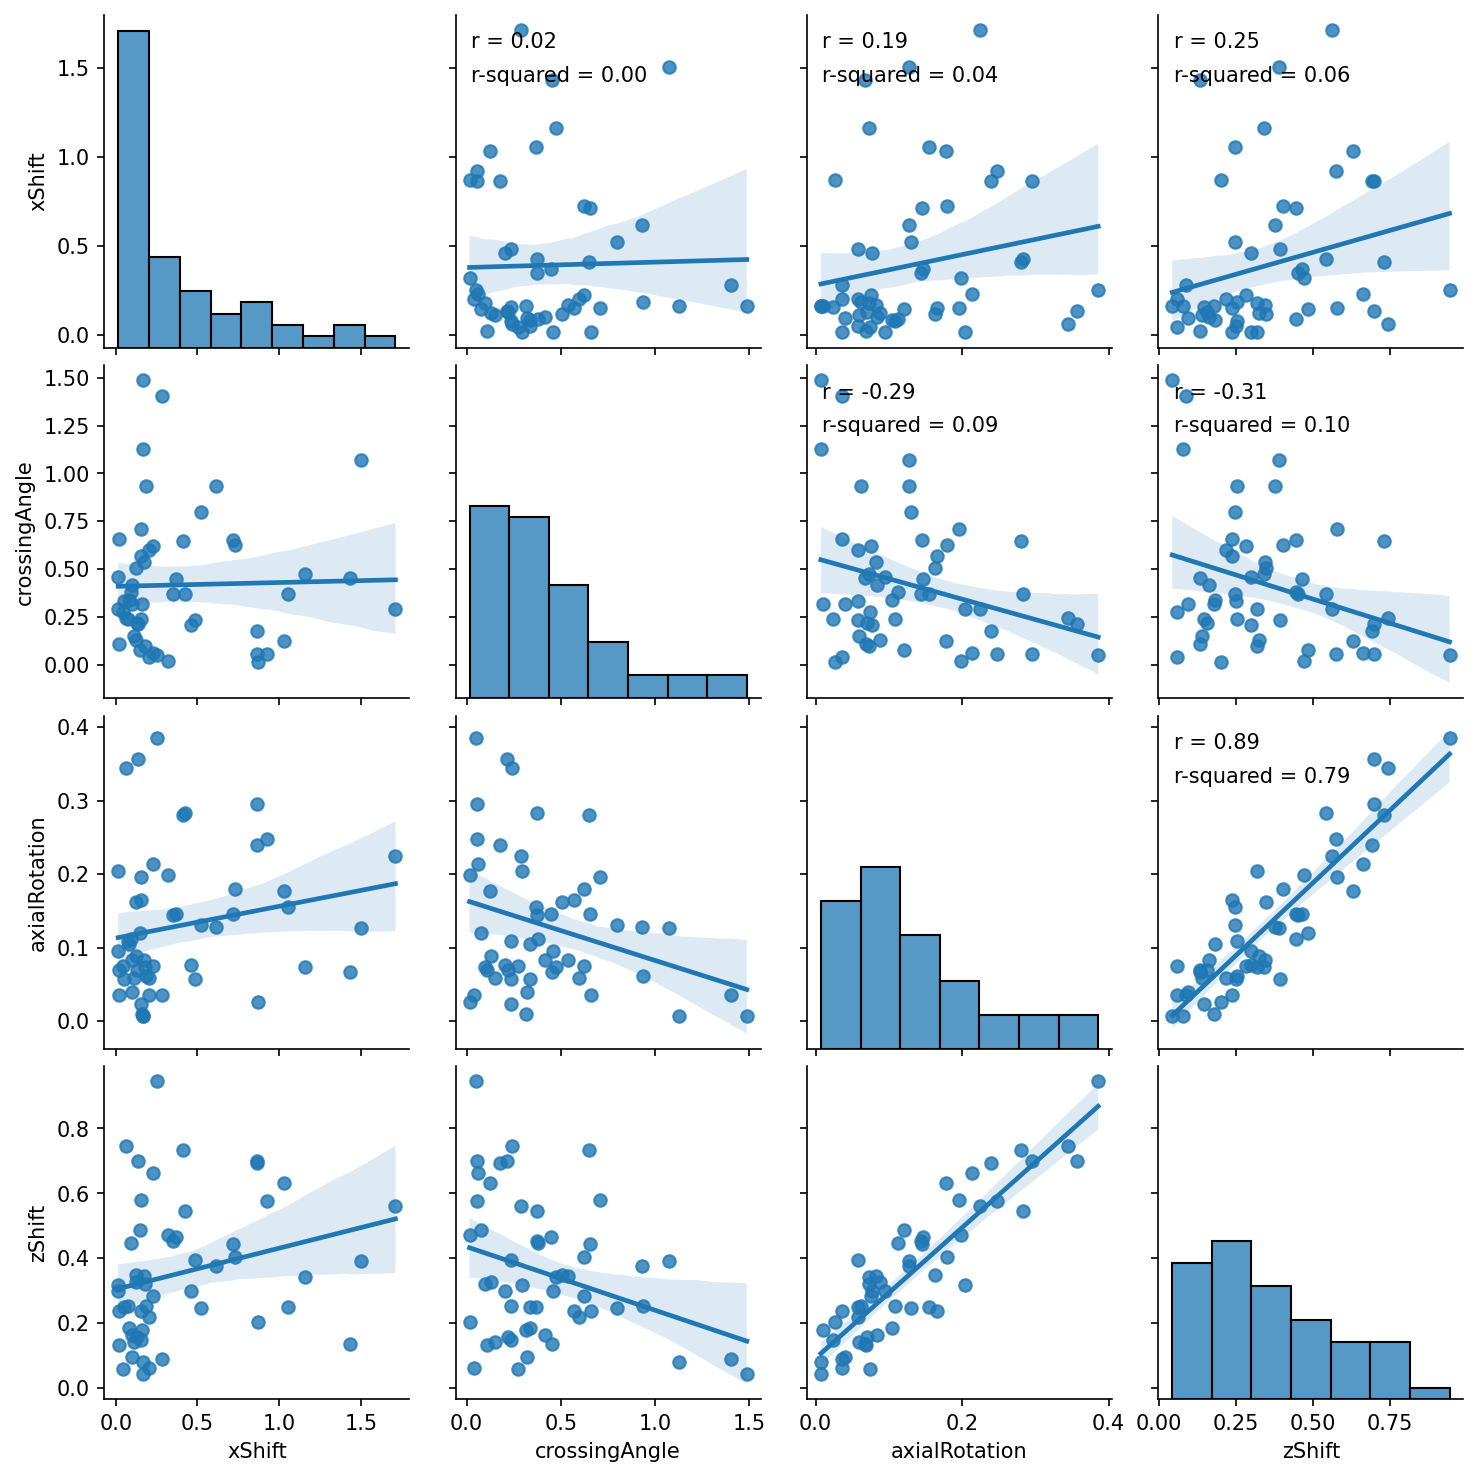 r = 0.02
r-squared = 0.00
r = 0.19
r-squared = 0.04
r = 0.25
r-squared = 0.06
1.5
1.0
0.5
0.0
xShift
r = -0.29
r-squared = 0.09
r = -0.31
r-squared = 0.10
1.50
1.25
1.00
0.75
0.50
0.25
0.00
crossingAngle
r = 0.89
r-squared = 0.79
0.4
0.3
0.2
0.1
0.0
axialRotation
0.8
0.6
0.4
0.2
0.0
zShift
0.0 0.5 1.0 1.5
xShift
0.0 0.5 1.0 1.5
crossingAngle
0.0 0.2 0.4
axialRotation
0.00 0.25 0.50 0.75
zShift